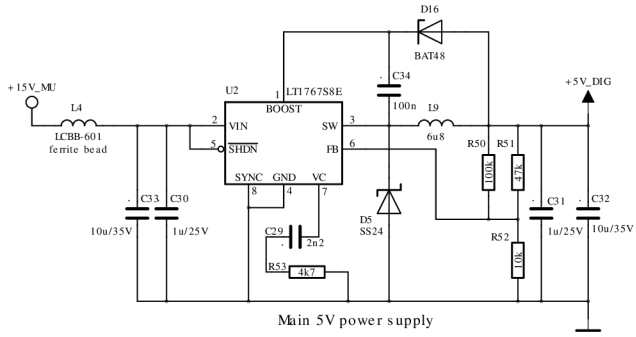 D16
BAT48
+15V_MU
L4
LCBB-601
ferrite bead
U2
LT1767S8E
1
BOOST
2
VIN
5
SHDN
SW
3
FB
6
SYNC
GND
VC
8
4
7
C34
100n
L9
6u8
+5V_DIG
R50
100k
R51
47k
R52
10k
C33
10u/35V
C30
1u/25V
C29
2n2
R53
4k7
D5
SS24
C31
1u/25V
C32
10u/35V
Main 5V power supply